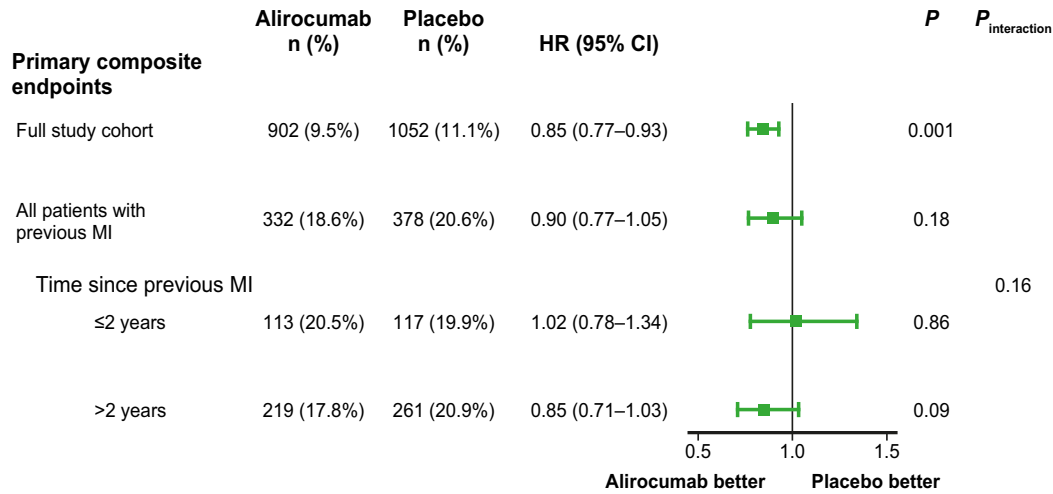 Alirocumab Placebo P P interaction
n (%) n (%) HR (95% CI)
Primary composite
endpoints
Full study cohort 902 (9.5%) 1052 (11.1%) 0.85 (0.77–0.93) 0.001
All patients with
previous MI 332 (18.6%) 378 (20.6%) 0.90 (0.77–1.05) 0.18
Time since previous MI 0.16
≤2 years 113 (20.5%) 117 (19.9%) 1.02 (0.78–1.34) 0.86
>2 years 219 (17.8%) 261 (20.9%) 0.85 (0.71–1.03) 0.09
0.5 1.0 1.5
Alirocumab better Placebo better